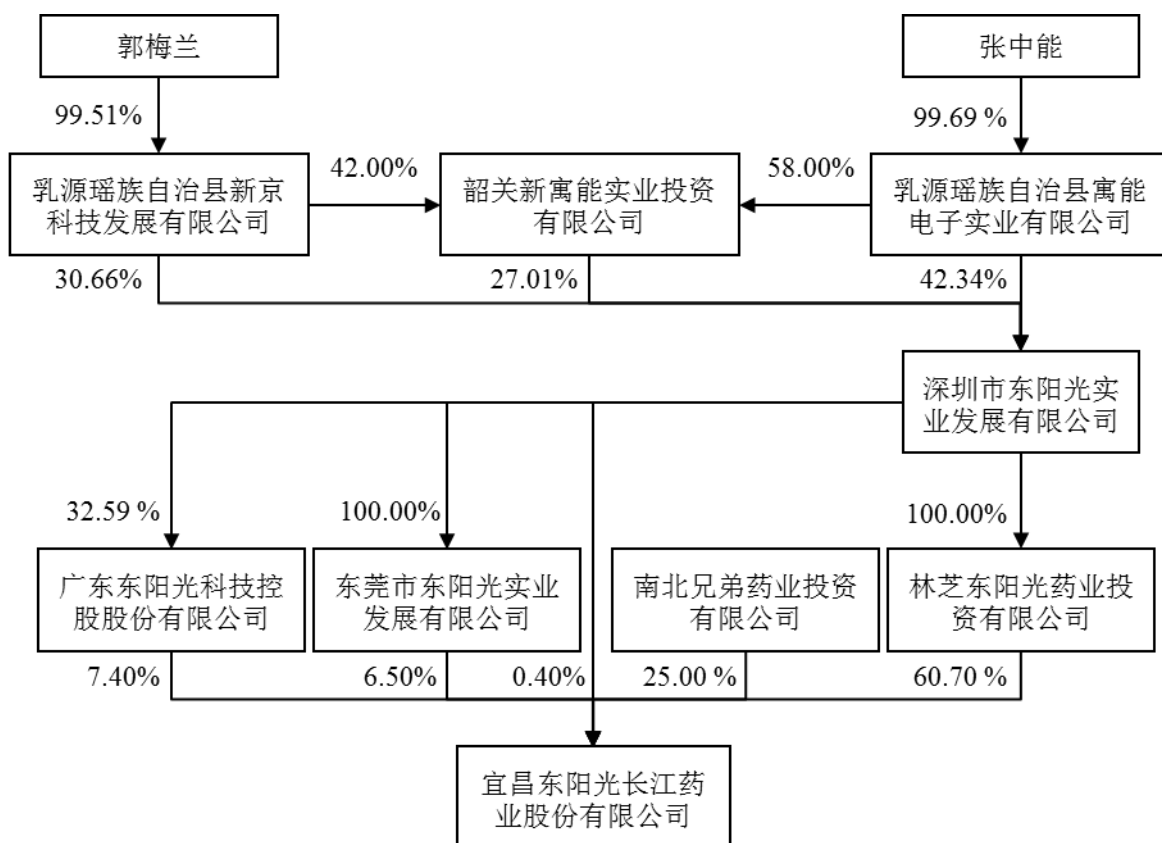 郭梅兰
张中能
99.51%
99.69 %
乳源瑶族自治县新京
科技发展有限公司
42.00%
韶关新寓能实业投资
有限公司
58.00%
乳源瑶族自治县寓能
电子实业有限公司
30.66%
27.01%
42.34%
深圳市东阳光实
业发展有限公司
32.59 %
100.00%
100.00%
广东东阳光科技控
股股份有限公司
东莞市东阳光实业
发展有限公司
南北兄弟药业投资
有限公司
林芝东阳光药业投
资有限公司
7.40%
6.50%
0.40%
25.00 %
60.70 %
宜昌东阳光长江药
业股份有限公司